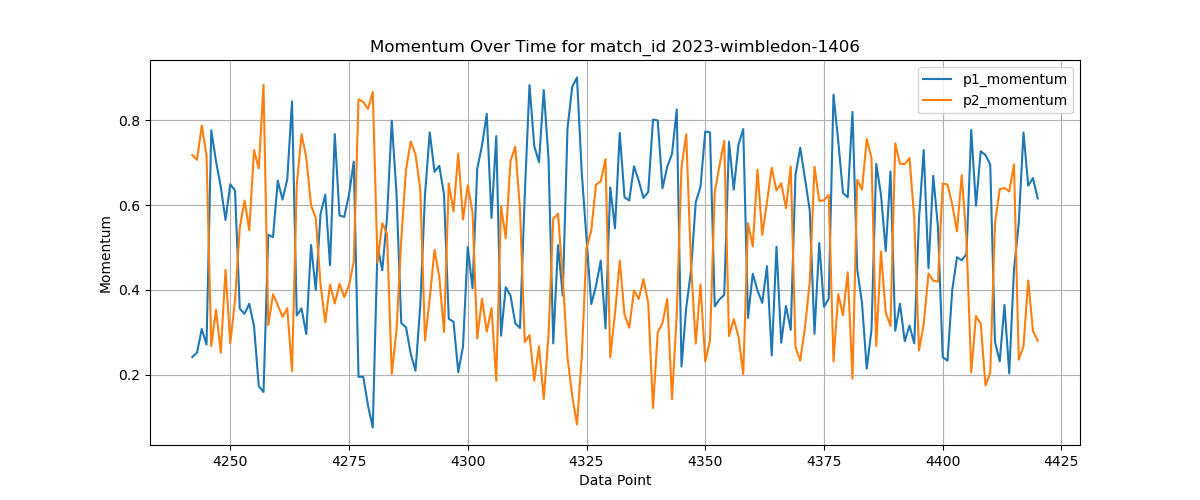 Momentum Over Time for match_id 2023-wimbledon-1406
p1_momentum
p2_momentum
0.8
0.6
0.4
0.2
Momentum
4250 4275 4300 4325 4350 4375 4400 4425
Data Point